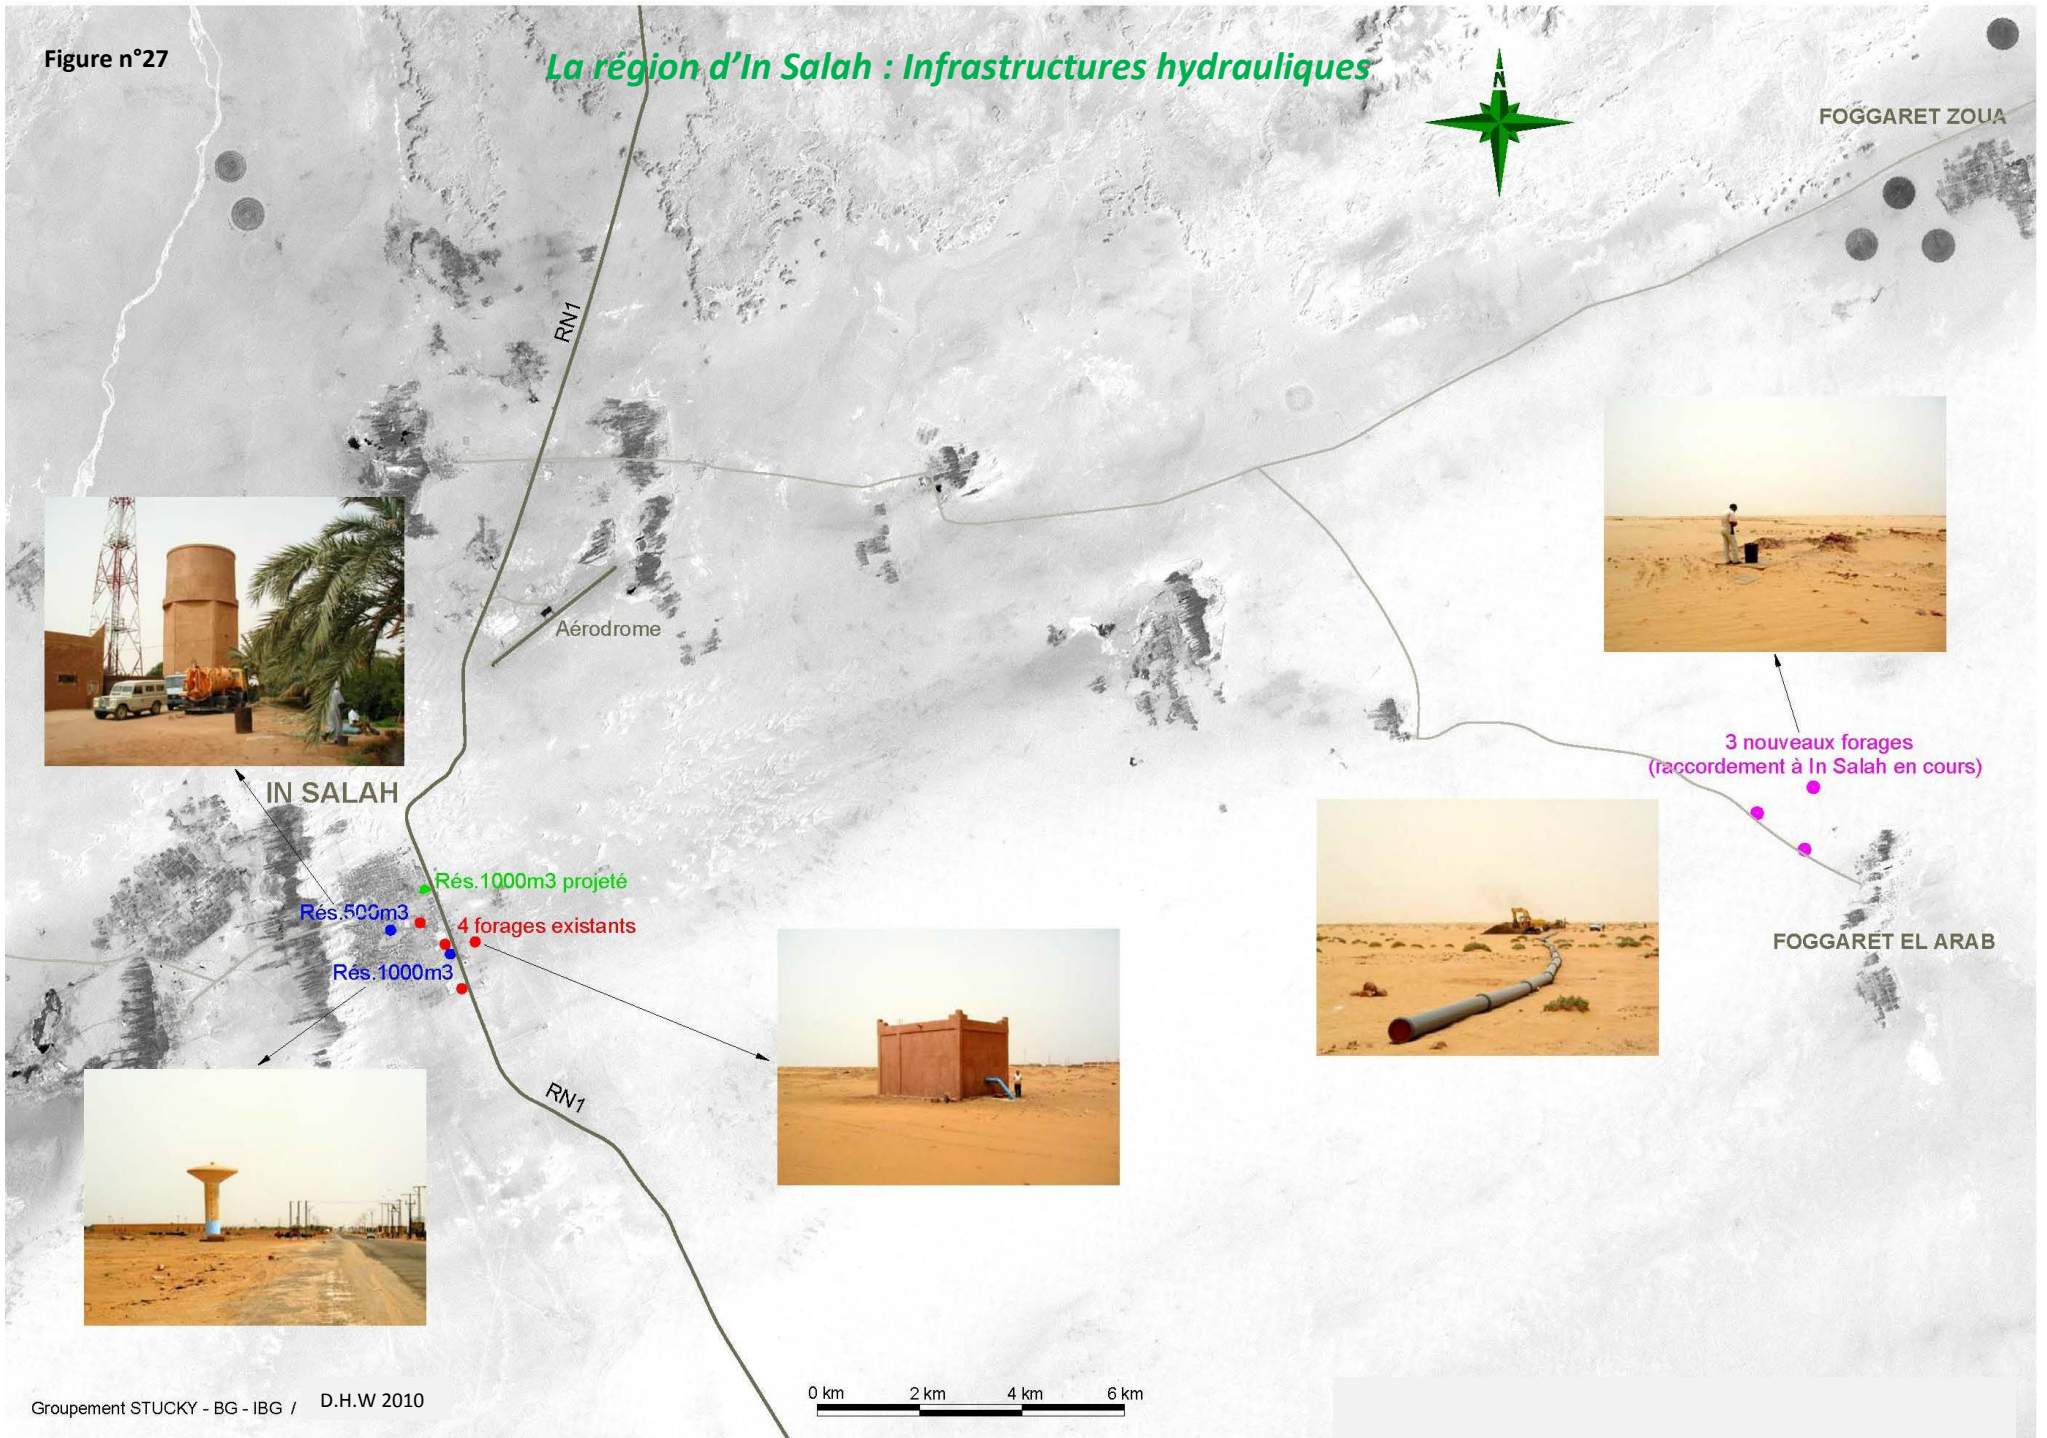 Figure n°27
La région d'In Salah : Infrastructures hydrauliques
N
FOGGARET ZOUA
RN1
Aérodrome
3 nouveaux forages
(raccordement à In Salah en cours)
IN SALAH
Rés.1000m3 projeté
Rés.500m3
4 forages existants
FOGGARET EL ARAB
Rés.1000m3
RN1
0 km 2 km 4 km 6 km
Groupement STUCKY - BG - IBG / D.H.W 2010